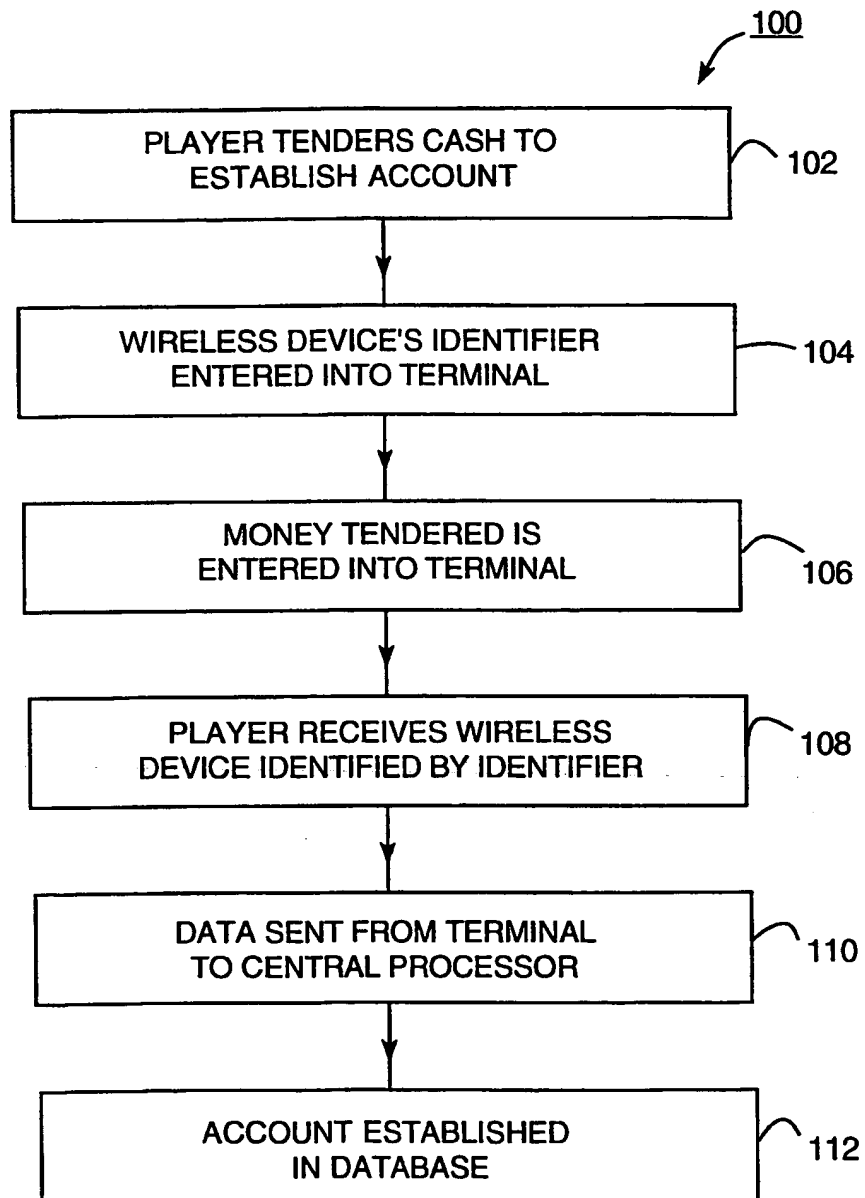 100
PLAYER TENDERS CASH TO
ESTABLISH ACCOUNT
102
WIRELESS DEVICE'S IDENTIFIER
ENTERED INTO TERMINAL
104
MONEY TENDERED IS
ENTERED INTO TERMINAL
106
PLAYER RECEIVES WIRELESS
DEVICE IDENTIFIED BY IDENTIFIER
108
DATA SENT FROM TERMINAL
TO CENTRAL PROCESSOR
110
ACCOUNT ESTABLISHED
IN DATABASE
112